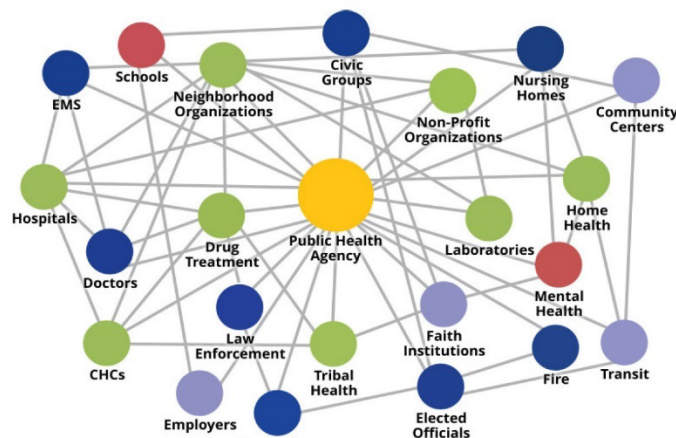 Schools
Civic
Groups
EMS
Neighborhood
Organizations
Nursing
Homes
Non-Profit
Organizations
Community
Centers
Hospitals
Drug
Treatment
Public Health
Agency
Laboratories
Home
Health
Doctors
Mental
Health
Law
Enforcement
Faith
Institutions
CHCs
Tribal
Health
Fire
Transit
Employers
Elected
Officials